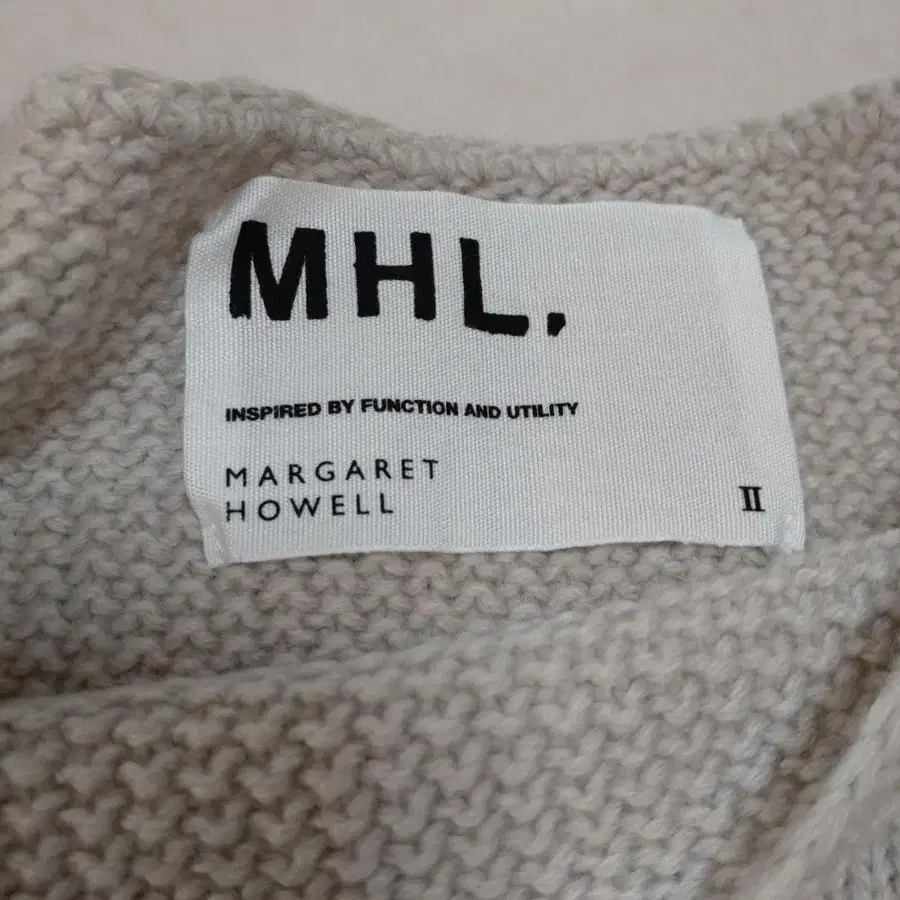 MHL.
INSPIRED BY FUNCTION AND UTILITY
MARGARET
HOWELL
II